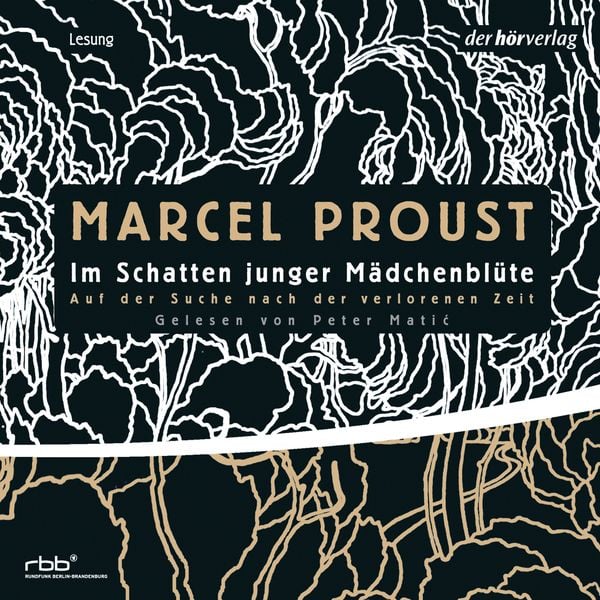 Lesung
der hörverlag
MARCEL PROUST
Im Schatten junger Mädchenblüte
Auf der Suche nach der verlorenen Zeit
Gelesen von Peter Matić
rbb
RUNDFUNK BERLIN-BRANDENBURG